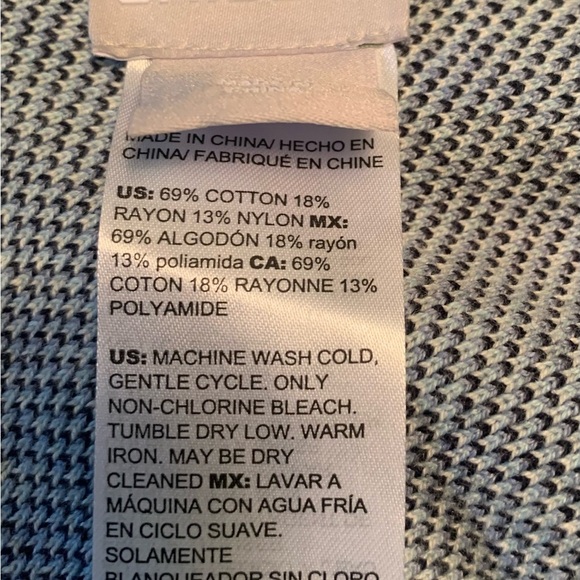 MADE IN CHINA/ HECHO EN
CHINA/ FABRIQUÉ EN CHINE
US: 69% COTTON 18%
RAYON 13% NYLON MX:
69% ALGODÓN 18% rayón
13% poliamida CA: 69%
COTON 18% RAYONNE 13%
POLYAMIDE
US: MACHINE WASH COLD,
GENTLE CYCLE. ONLY
NON-CHLORINE BLEACH.
TUMBLE DRY LOW. WARM
IRON. MAY BE DRY
CLEANED MX: LAVAR A
MÁQUINA CON AGUA FRÍA
EN CICLO SUAVE.
SOLAMENTE
BLANQUEADOR SIN CLORO